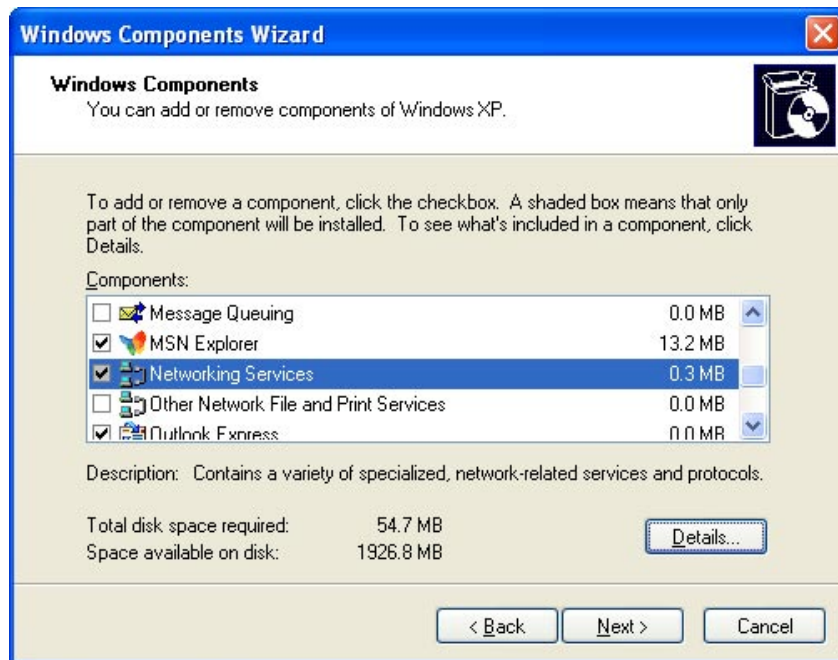 Windows Components Wizard
Windows Components
You can add or remove components of Windows XP.
To add or remove a component, click the checkbox. A shaded box means that only
part of the component will be installed. To see what's included in a component, click
Details.
Components:
Message Queuing 0.0 MB
MSN Explorer 13.2 MB
Networking Services 0.3 MB
Other Network File and Print Services 0.0 MB
Outlook Express 0.0 MB
Description: Contains a variety of specialized, network-related services and protocols.
Total disk space required: 54.7 MB
Space available on disk: 1926.8 MB
Details...
< Back Next > Cancel